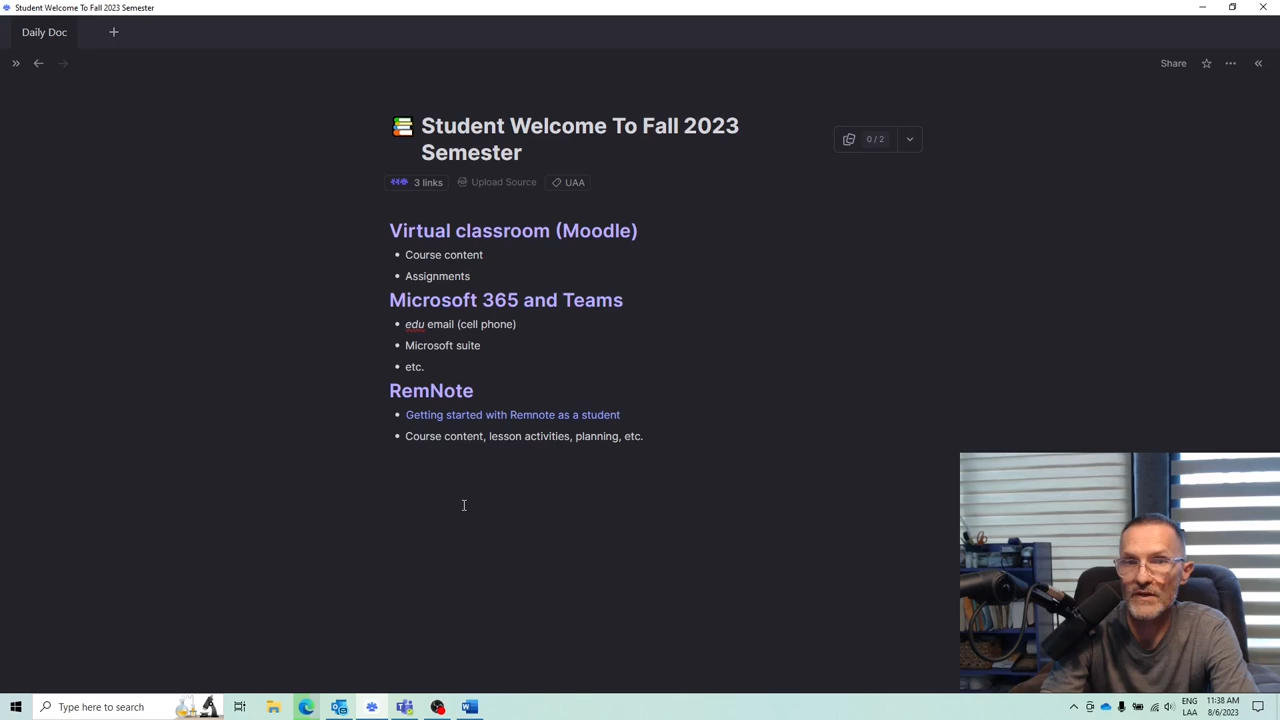 Student Welcome To Fall 2023 Semester
Daily Doc
Share
Student Welcome To Fall 2023
Semester
0 / 2
3 links
Upload Source
UAA
Virtual classroom (Moodle)
Course content
Assignments
Microsoft 365 and Teams
edu email (cell phone)
Microsoft suite
etc.
RemNote
Getting started with Remnote as a student
Course content, lesson activities, planning, etc.
Type here to search
ENG
LAA
11:38 AM
8/6/2023